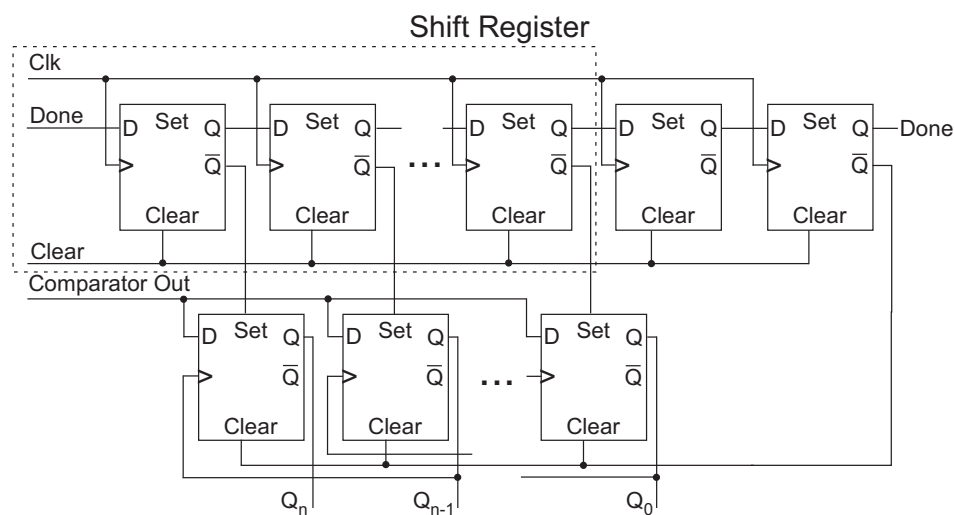 Shift Register
Clk
Done
D Set Q
D Set Q
D Set Q
D Set Q
D Set Q
Done
Q̅
Q̅
...
Q̅
Q̅
Q̅
Clear
Clear
Clear
Clear
Clear
Clear
Comparator Out
D Set Q
D Set Q
D Set Q
Q̅
Q̅
...
Q̅
Clear
Clear
Clear
Qn
Qn-1
Q0